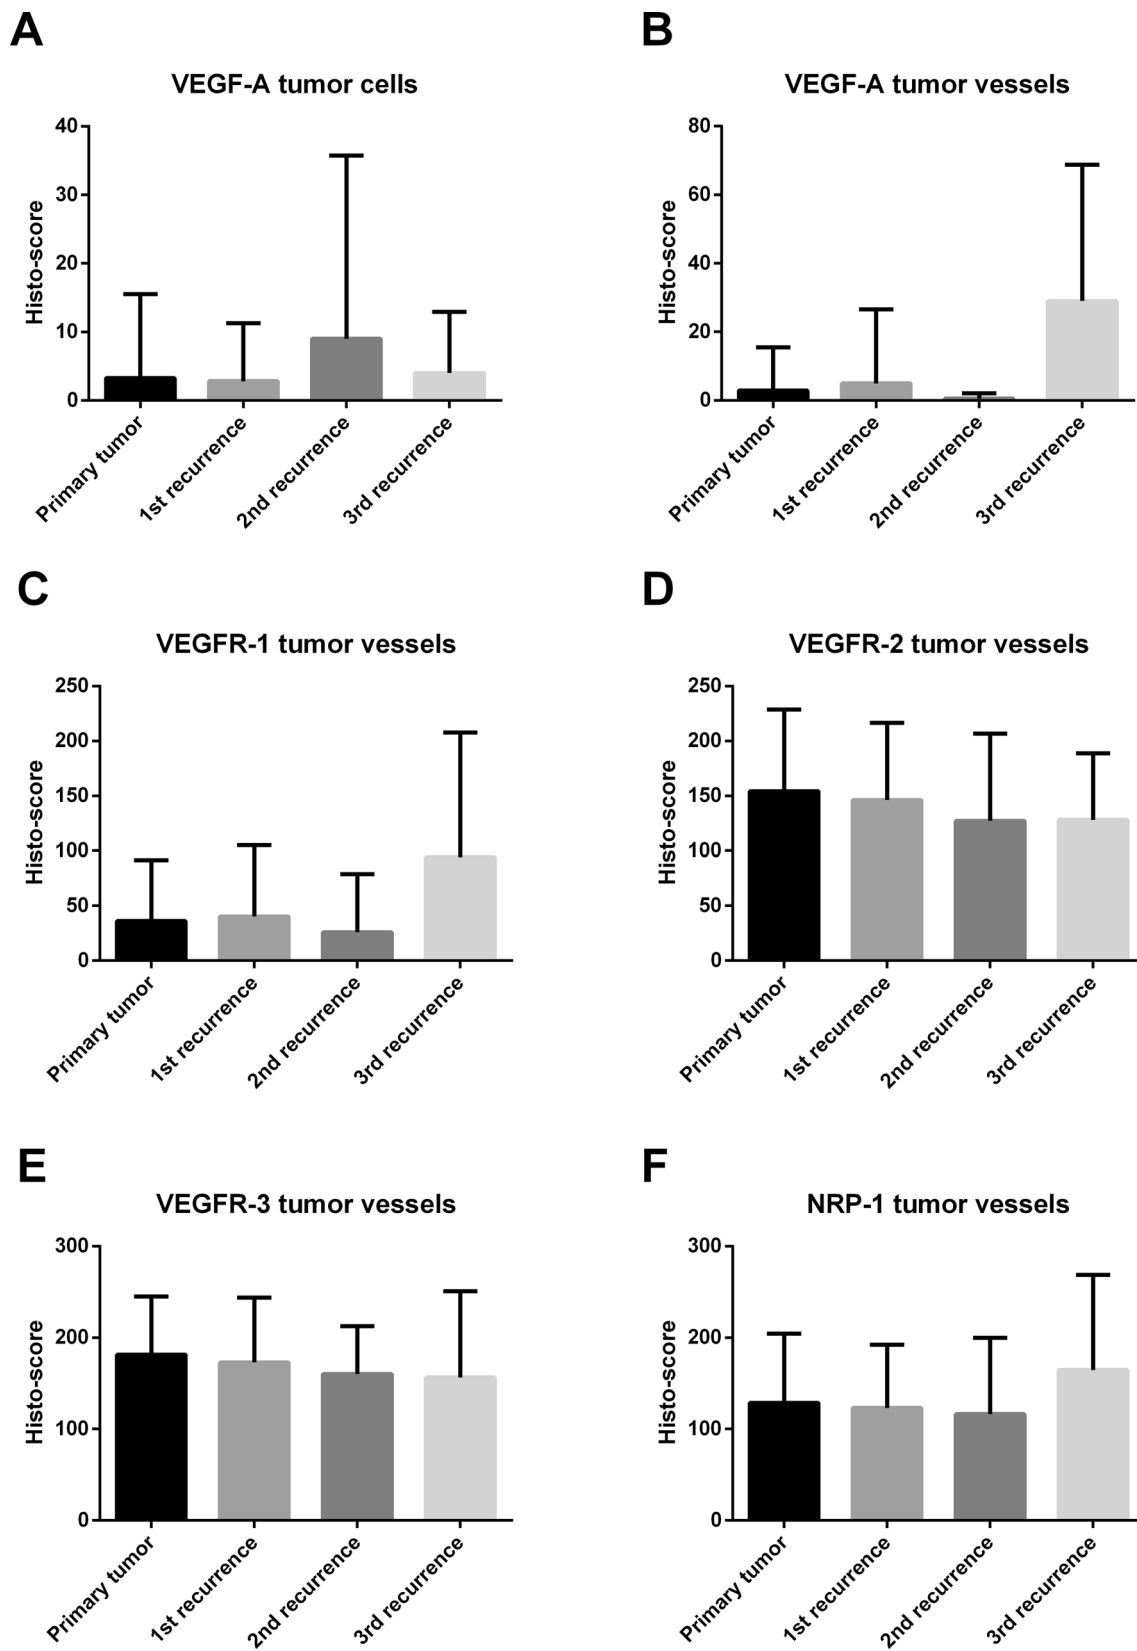 A
VEGF-A tumor cells
Histo-score
40
30
20
10
0
Primary tumor
1st recurrence
2nd recurrence
3rd recurrence
B
VEGF-A tumor vessels
Histo-score
80
60
40
20
0
Primary tumor
1st recurrence
2nd recurrence
3rd recurrence
C
VEGFR-1 tumor vessels
Histo-score
250
200
150
100
50
0
Primary tumor
1st recurrence
2nd recurrence
3rd recurrence
D
VEGFR-2 tumor vessels
Histo-score
250
200
150
100
50
0
Primary tumor
1st recurrence
2nd recurrence
3rd recurrence
E
VEGFR-3 tumor vessels
Histo-score
300
200
100
0
Primary tumor
1st recurrence
2nd recurrence
3rd recurrence
F
NRP-1 tumor vessels
Histo-score
300
200
100
0
Primary tumor
1st recurrence
2nd recurrence
3rd recurrence